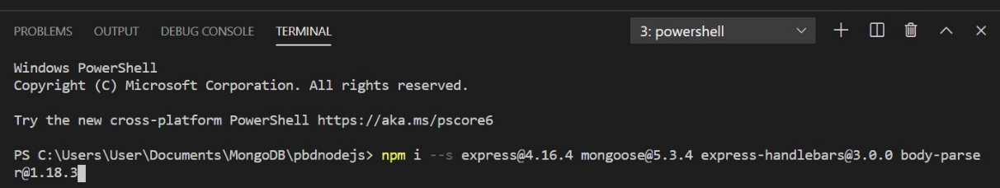 PROBLEMS OUTPUT DEBUG CONSOLE TERMINAL 3: powershell
Windows PowerShell
Copyright (C) Microsoft Corporation. All rights reserved.
Try the new cross-platform PowerShell https://aka.ms/pscore6
PS C:\Users\User\Documents\MongoDB\pbdnodejs> npm i --s express@4.16.4 mongoose@5.3.4 express-handlebars@3.0.0 body-parse
r@1.18.3